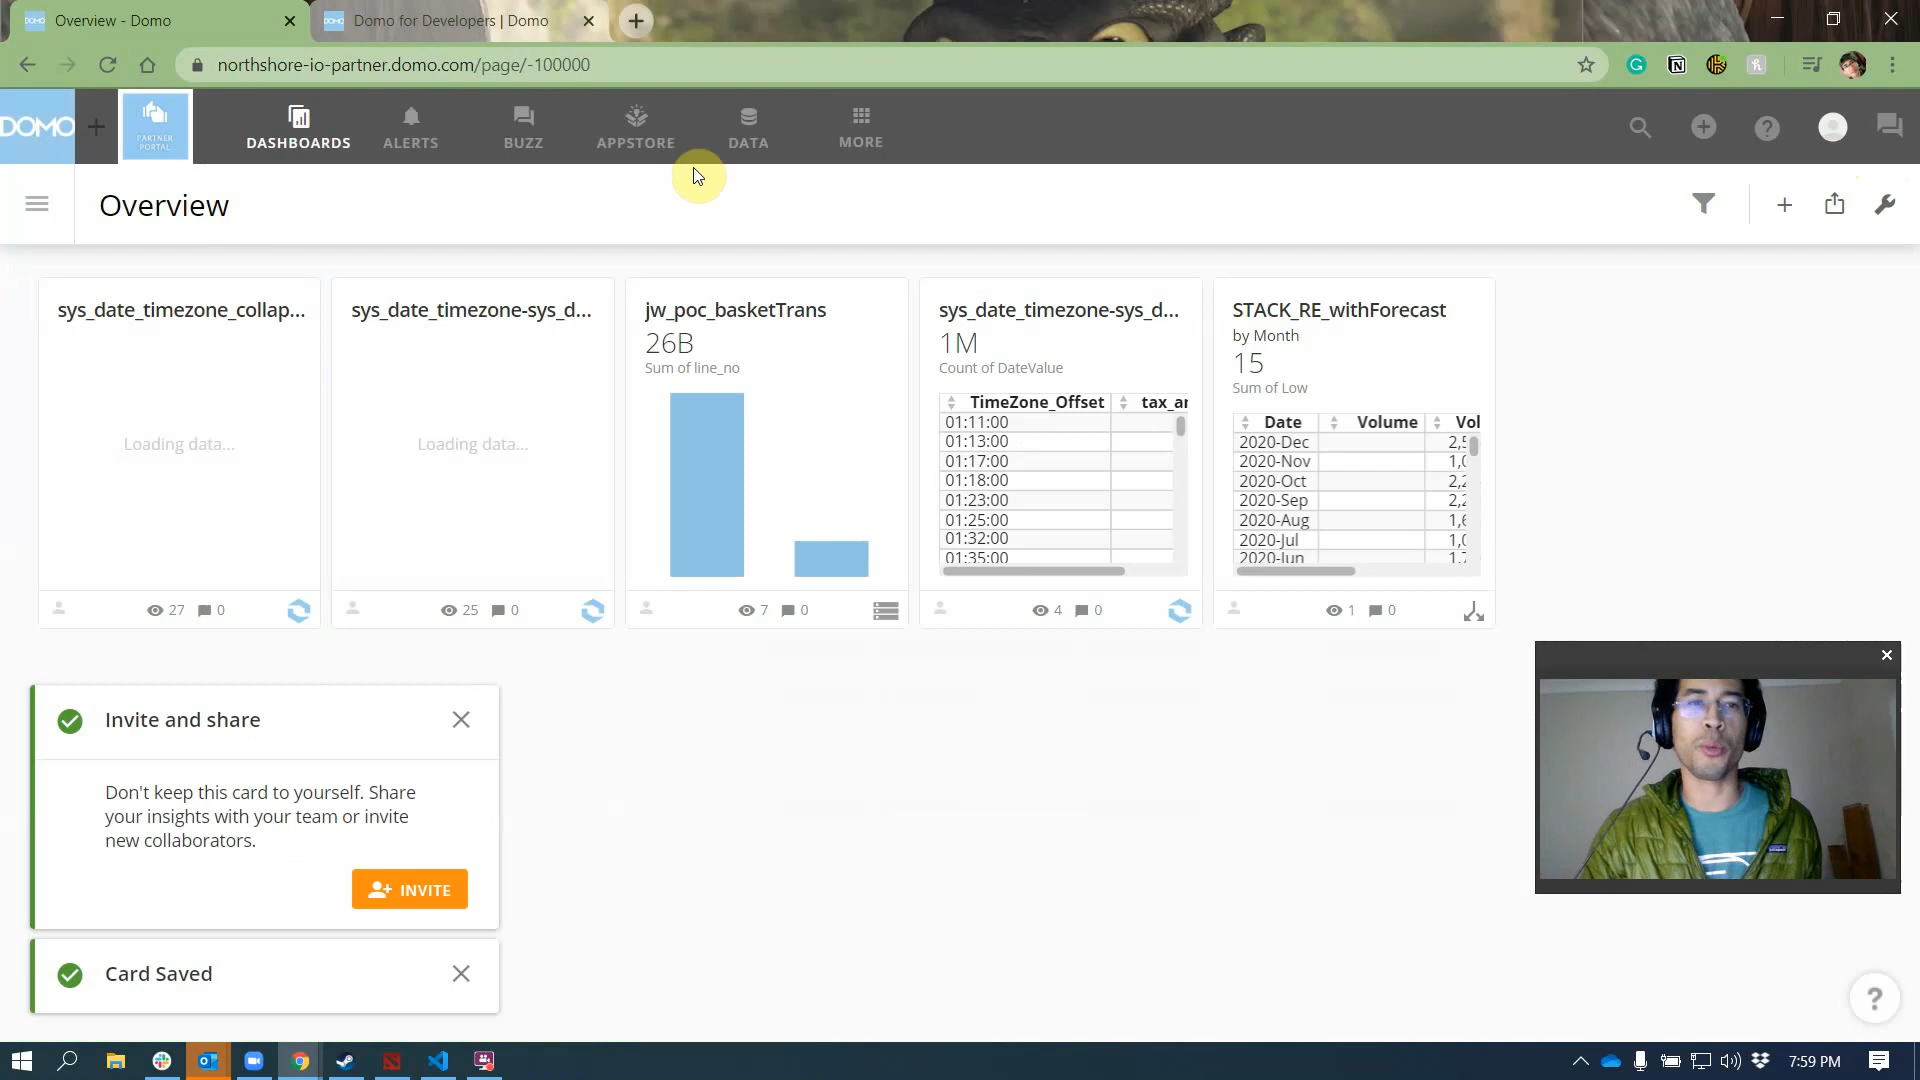 Overview - Domo
Domo for Developers | Domo
northshore-io-partner.domo.com/page/-100000
DOMO
PARTNER
PORTAL
DASHBOARDS
ALERTS
BUZZ
APPSTORE
DATA
MORE
Overview
sys_date_timezone_collap...
Loading data...
27
0
sys_date_timezone-sys_d...
Loading data...
25
0
jw_poc_basketTrans
26B
Sum of line_no
7
0
sys_date_timezone-sys_d...
1M
Count of DateValue
TimeZone_Offset
01:11:00
01:13:00
01:17:00
01:18:00
01:23:00
01:25:00
01:32:00
01:35:00
4
0
STACK_RE_withForecast
by Month
15
Sum of Low
Date Volume Vol
2020-Dec
2020-Nov
2020-Oct
2020-Sep
2020-Aug
2020-Jul
2020-Jun
1
0
Invite and share
Don't keep this card to yourself. Share
your insights with your team or invite
new collaborators.
INVITE
Card Saved
7:59 PM